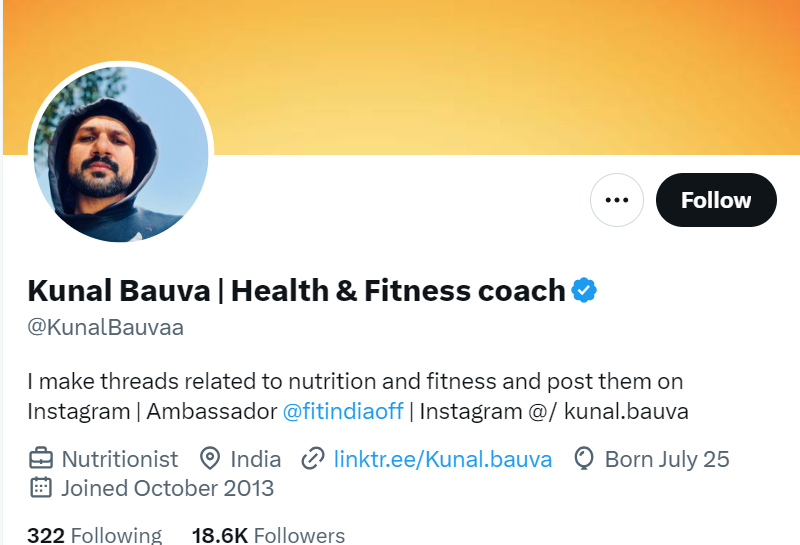 Follow
Kunal Bauva | Health & Fitness coach
@KunalBauvaa
I make threads related to nutrition and fitness and post them on
Instagram | Ambassador @fitindiaoff | Instagram @/ kunal.bauva
Nutritionist India linktr.ee/Kunal.bauva Born July 25
Joined October 2013
322 Following 18.6K Followers